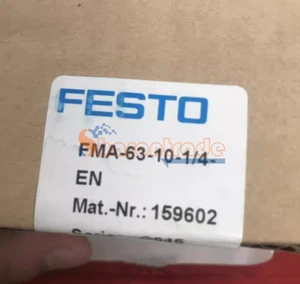 FESTO
FMA-63-10-1/4-
EN
Mat.-Nr.: 159602